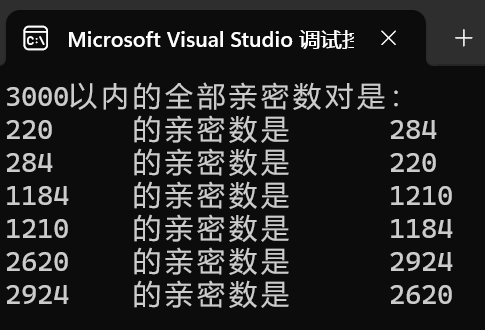 Microsoft Visual Studio 调试
3000以内的全部亲密数对是：
220 的亲密数是 284
284 的亲密数是 220
1184 的亲密数是 1210
1210 的亲密数是 1184
2620 的亲密数是 2924
2924 的亲密数是 2620